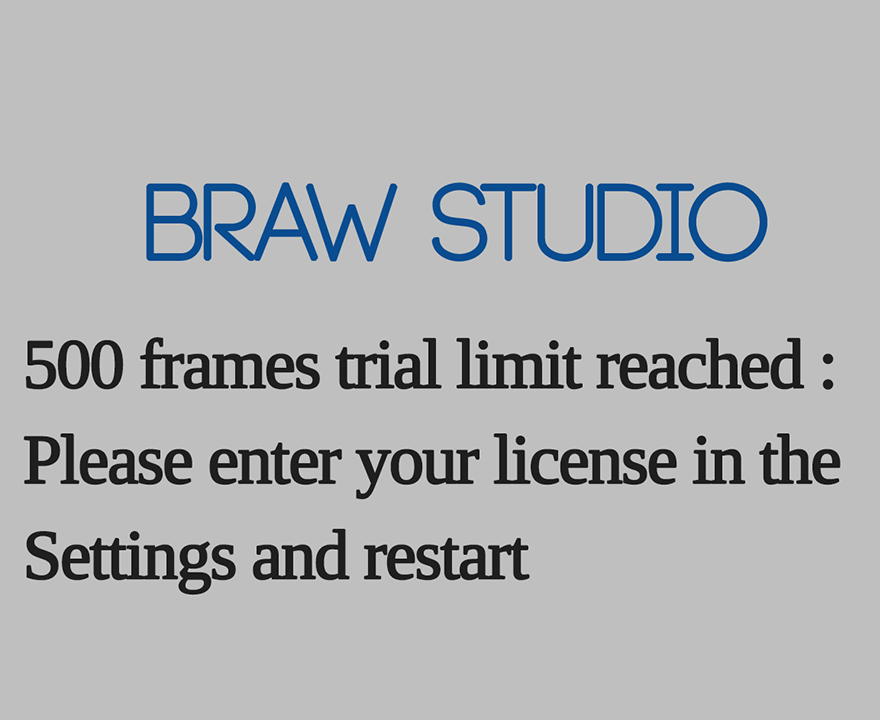 BRAW STUDIO
500 frames trial limit reached :
Please enter your license in the
Settings and restart